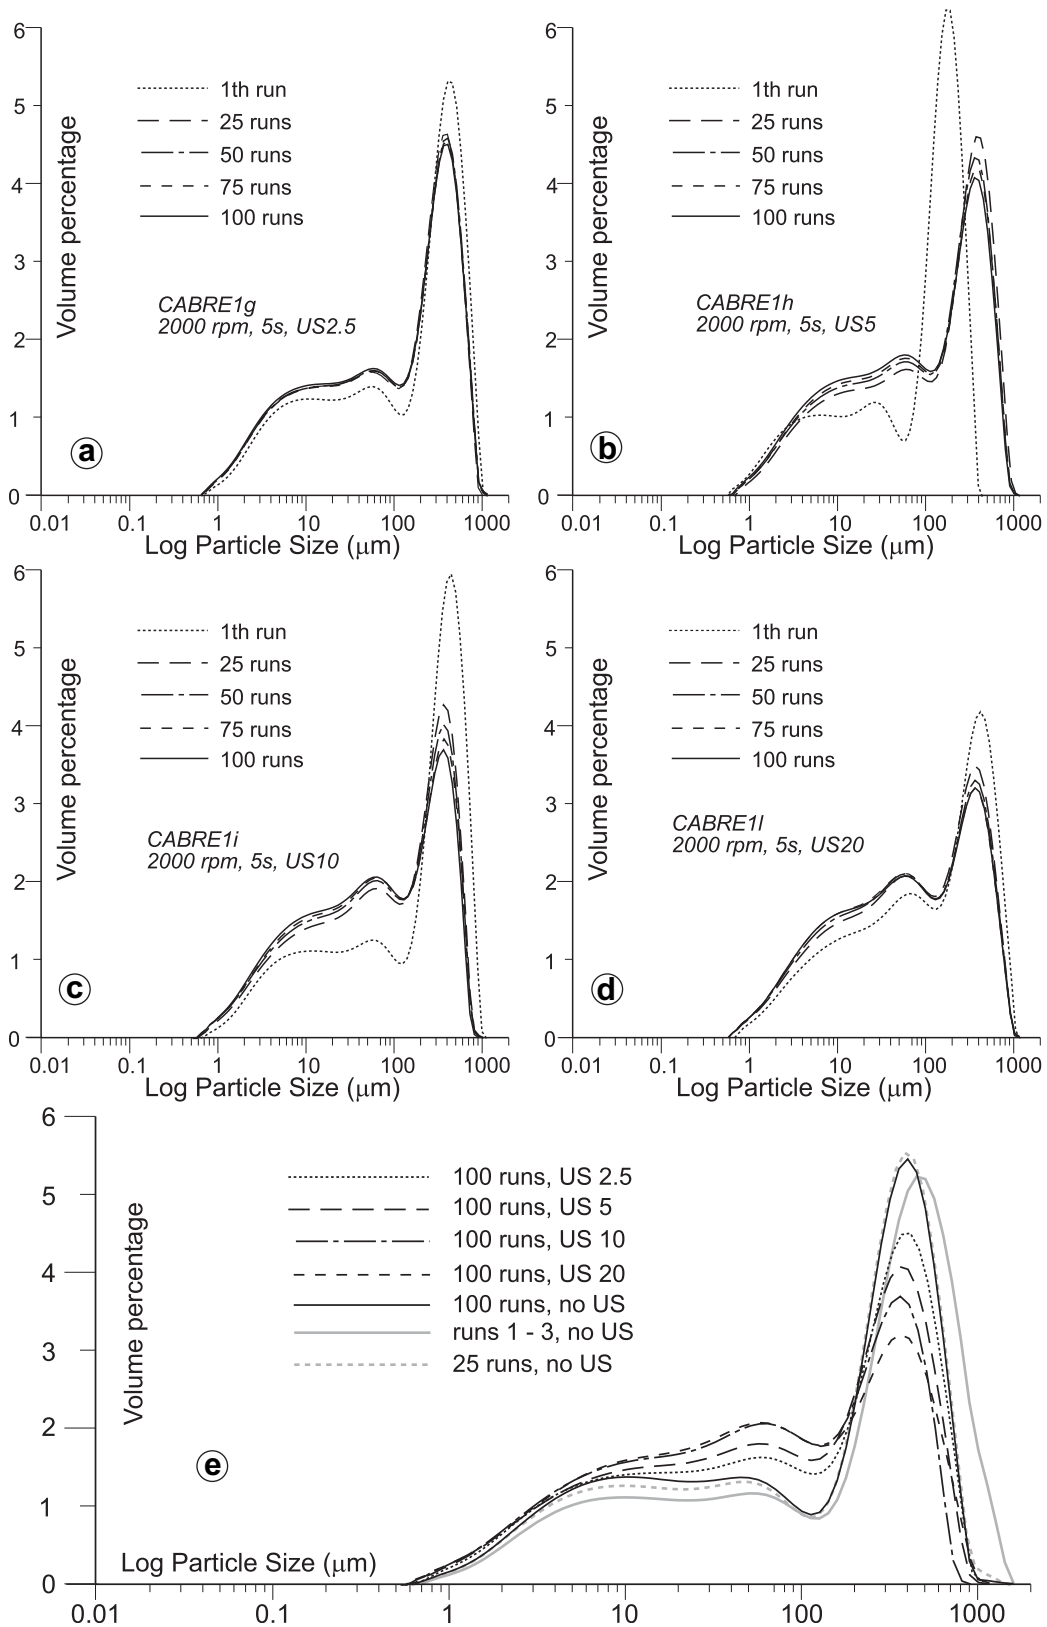 6
5
4
3
2
1
0
Volume percentage
1th run
25 runs
50 runs
75 runs
100 runs
CABRE1g
2000 rpm, 5s, US2.5
a
0.01 0.1 1 10 100 1000
Log Particle Size (μm)
6
5
4
3
2
1
0
Volume percentage
1th run
25 runs
50 runs
75 runs
100 runs
CABRE1h
2000 rpm, 5s, US5
b
0.01 0.1 1 10 100 1000
Log Particle Size (μm)
6
5
4
3
2
1
0
Volume percentage
1th run
25 runs
50 runs
75 runs
100 runs
CABRE1i
2000 rpm, 5s, US10
c
0.01 0.1 1 10 100 1000
Log Particle Size (μm)
6
5
4
3
2
1
0
Volume percentage
1th run
25 runs
50 runs
75 runs
100 runs
CABRE1l
2000 rpm, 5s, US20
d
0.01 0.1 1 10 100 1000
Log Particle Size (μm)
6
5
4
3
2
1
0
Volume percentage
100 runs, US 2.5
100 runs, US 5
100 runs, US 10
100 runs, US 20
100 runs, no US
runs 1 - 3, no US
25 runs, no US
e
Log Particle Size (μm)
0.01 0.1 1 10 100 1000